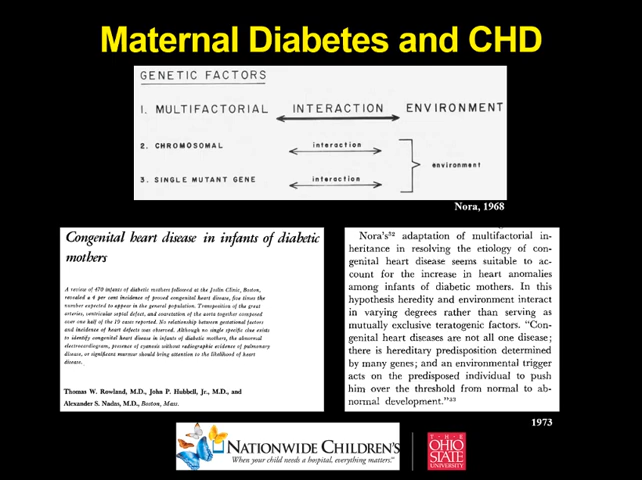 Maternal Diabetes and CHD
GENETIC FACTORS
1. MULTIFACTORIAL INTERACTION ENVIRONMENT
2. CHROMOSOMAL interaction
environment
3. SINGLE MUTANT GENE interaction
Nora, 1968
Congenital heart disease in infants of diabetic
mothers
A review of 470 infants of diabetic mothers followed at the Joslin Clinic, Boston,
revealed a 4 per cent incidence of proved congenital heart disease, five times the
number expected to appear in the general population. Transposition of the great
arteries, ventricular septal defect, and coarctation of the aorta together composed
over one half of the 19 cases reported. No relationship between gestational factors
and incidence of heart defects was observed. Although no single specific clue exists
to identify congenital heart disease in infants of diabetic mothers, the abnormal
electrocardiogram, presence of cyanosis without radiographic evidence of pulmonary
disease, or significant murmur should bring attention to the likelihood of heart
disease.
Thomas W. Rowland, M.D., John P. Hubbell, Jr., M.D., and
Alexander S. Nadas, M.D., Boston, Mass.
Nora's²² adaptation of multifactorial in-
heritance in resolving the etiology of con-
genital heart disease seems suitable to ac-
count for the increase in heart anomalies
among infants of diabetic mothers. In this
hypothesis heredity and environment interact
in varying degrees rather than serving as
mutually exclusive teratogenic factors. "Con-
genital heart diseases are not all one disease;
there is hereditary predisposition determined
by many genes; and an environmental trigger
acts on the predisposed individual to push
him over the threshold from normal to ab-
normal development."²³
1973
NATIONWIDE CHILDREN'S
When your child needs a hospital, everything matters.
THE
OHIO
STATE
UNIVERSITY